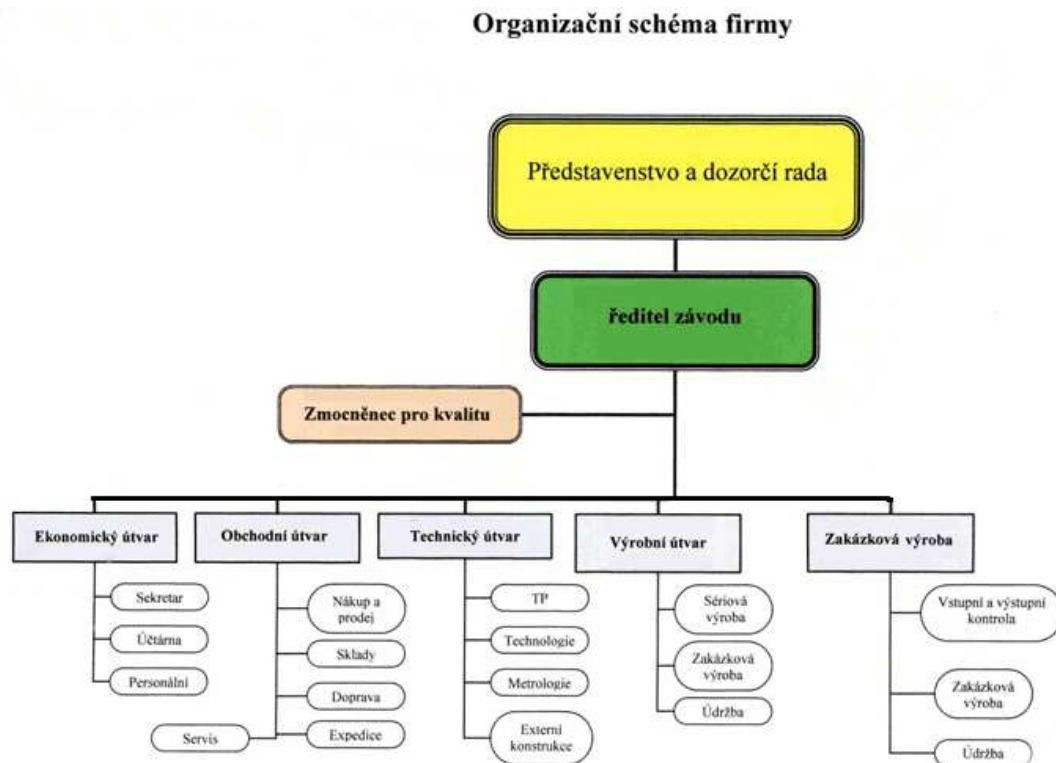 Organizační schéma firmy
Představenstvo a dozorčí rada
ředitel závodu
Zmocněnec pro kvalitu
Ekonomický útvar
Obchodní útvar
Technický útvar
Výrobní útvar
Zakázková výroba
Sekretar
Účtárna
Personální
Nákup a
prodej
Sklady
Doprava
Servis
Expedice
TP
Technologie
Metrologie
Externí
konstrukce
Sériová
výroba
Zakázková
výroba
Údržba
Vstupní a výstupní
kontrola
Zakázková
výroba
Údržba